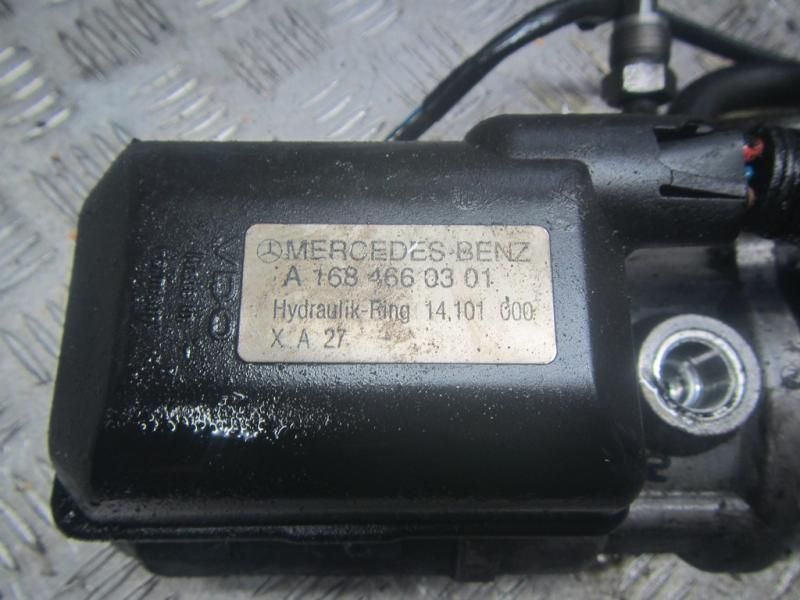 MERCEDES-BENZ
A 168 466 03 01
Hydraulik-Ring 14.101 000
X A 27
VDO